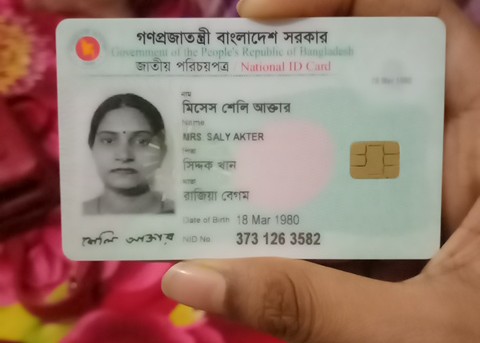 গণপ্রজাতন্ত্রী বাংলাদেশ সরকার
Government of the People's Republic of Bangladesh
জাতীয় পরিচয়পত্র / National ID Card
নাম
মিসেস শেলি আক্তার
Name
MRS SALY AKTER
পিতা
সিদ্দক খান
মাতা
রাজিয়া বেগম
Date of Birth 18 Mar 1980
শেলি আক্তার
NID No. 373 126 3582